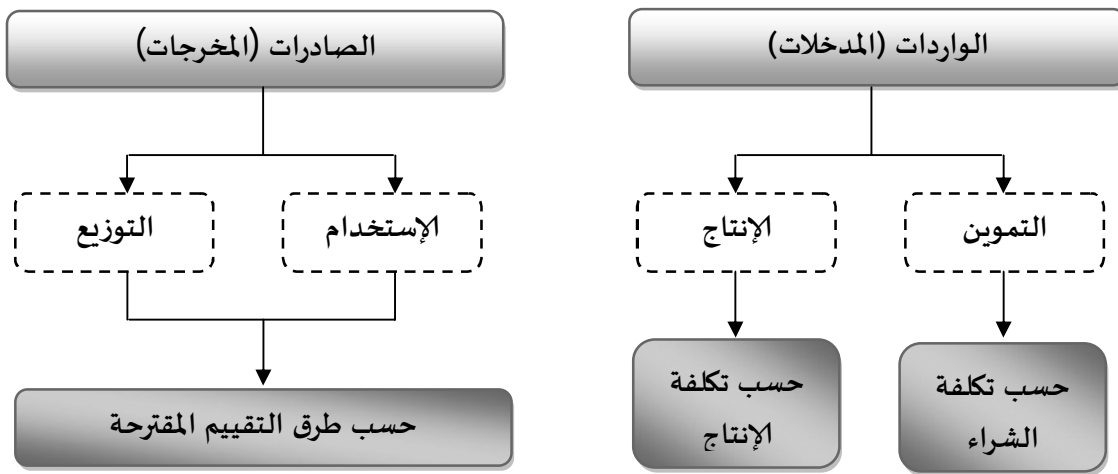 الواردات (المدخلات)
الصادرات (المخرجات)
التموين
الإنتاج
الإستخدام
التوزيع
حسب تكلفة
الشراء
حسب تكلفة
الإنتاج
حسب طرق التقييم المقترحة